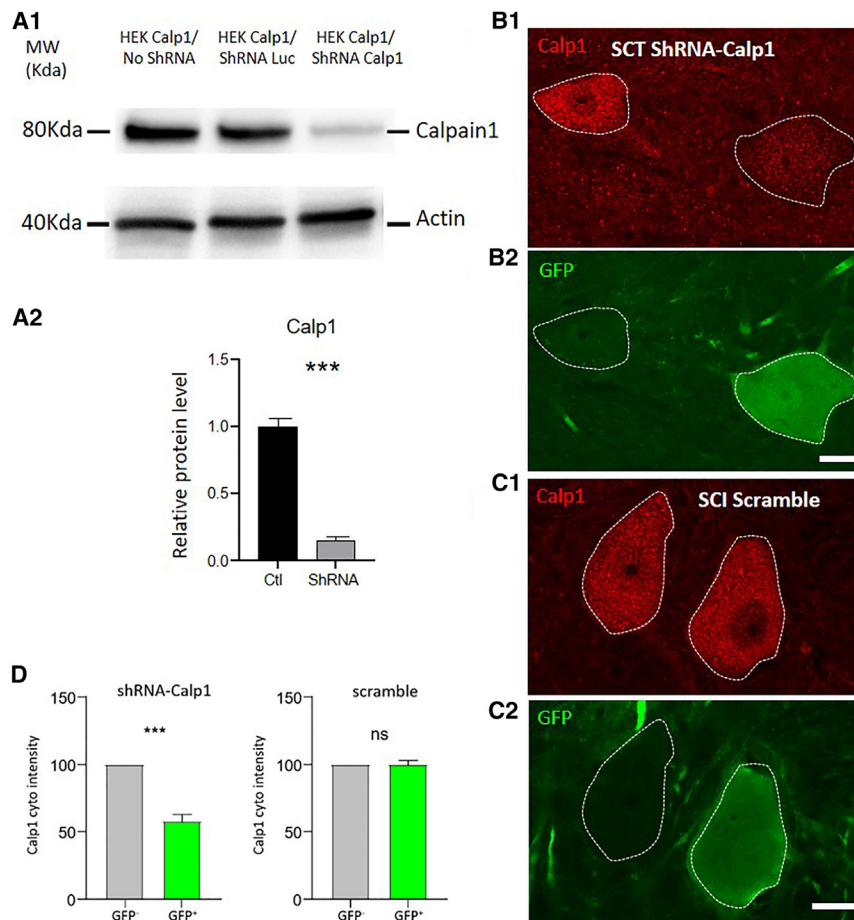 A1
MW
(Kda)
HEK Calp1/
No ShRNA
HEK Calp1/
ShRNA Luc
HEK Calp1/
ShRNA Calp1
80Kda
Calpain1
40Kda
Actin
A2
Calp1
***
Relative protein level
1.5
1.0
0.5
0.0
Ctl
ShRNA
B1
Calp1
SCT ShRNA-Calp1
B2
GFP
C1
Calp1
SCI Scramble
C2
GFP
D
shRNA-Calp1
***
Calp1 cyto intensity
150
100
50
0
GFP⁻
GFP⁺
scramble
ns
Calp1 cyto intensity
150
100
50
0
GFP⁻
GFP⁺